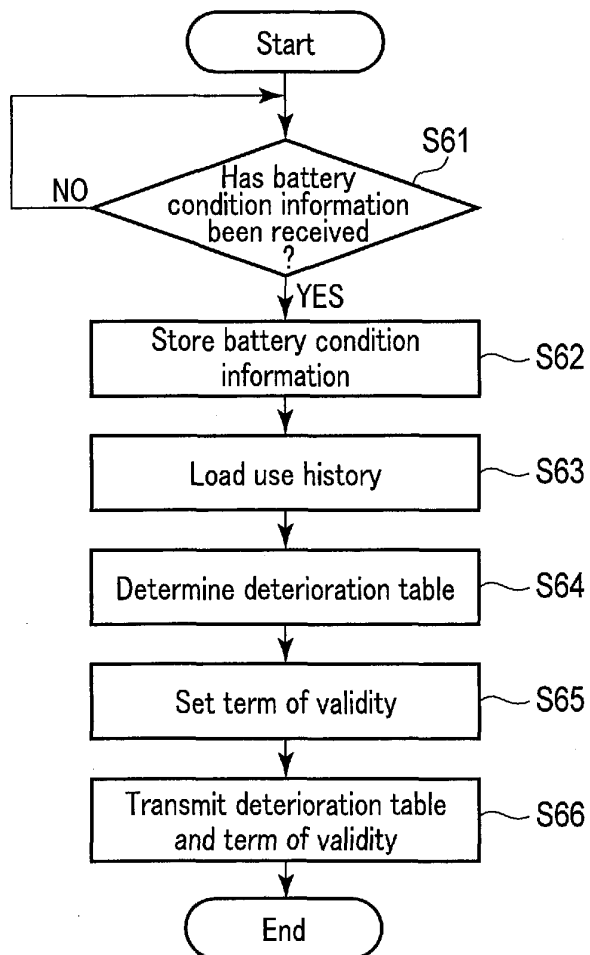 Start
S61
NO
Has battery
condition information
been received
?
YES
Store battery condition
information
S62
Load use history
S63
Determine deterioration table
S64
Set term of validity
S65
Transmit deterioration table
and term of validity
S66
End